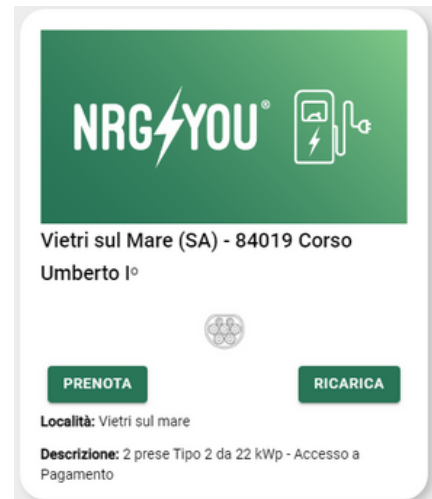 NRG YOU®
Vietri sul Mare (SA) - 84019 Corso
Umberto I°
PRENOTA
RICARICA
Località: Vietri sul mare
Descrizione: 2 prese Tipo 2 da 22 kWp - Accesso a
Pagamento